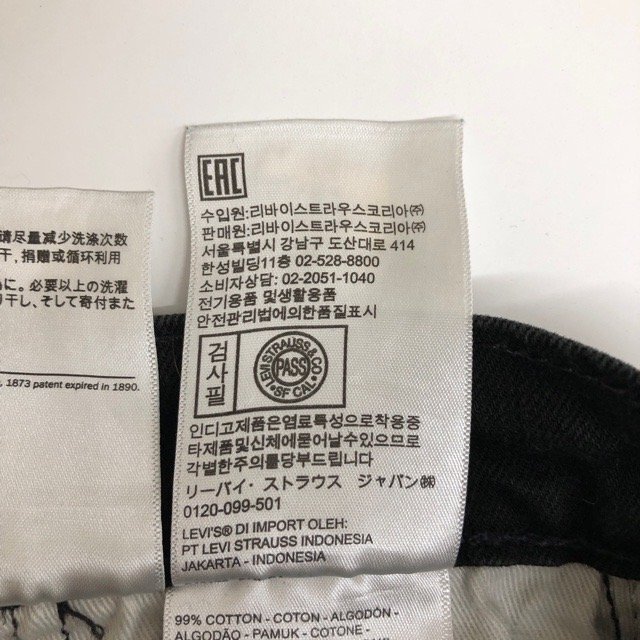 请尽量减少洗涤次数
干，捐赠或循环利用
に。必要以上の洗濯
り干し、そして寄付また
, 1873 patent expired in 1890.
EAC
수입원:리바이스트라우스코리아㈜
판매원:리바이스트라우스코리아㈜
서울특별시 강남구 도산대로 414
한성빌딩11층 02-528-8800
소비자상담: 02-2051-1040
전기용품 및생활용품
안전관리법에의한품질표시
검사필
LEVI STRAUSS & CO
PASS
SF CAL
인디고제품은염료특성으로착용중
타제품및신체에묻어날수있으므로
각별한주의를당부드립니다
リーバイ・ストラウス ジャパン㈱
0120-099-501
LEVI'S® DI IMPORT OLEH:
PT LEVI STRAUSS INDONESIA
JAKARTA - INDONESIA
99% COTTON - COTON - ALGODÓN -
ALGODÃO - PAMUK - COTONE -